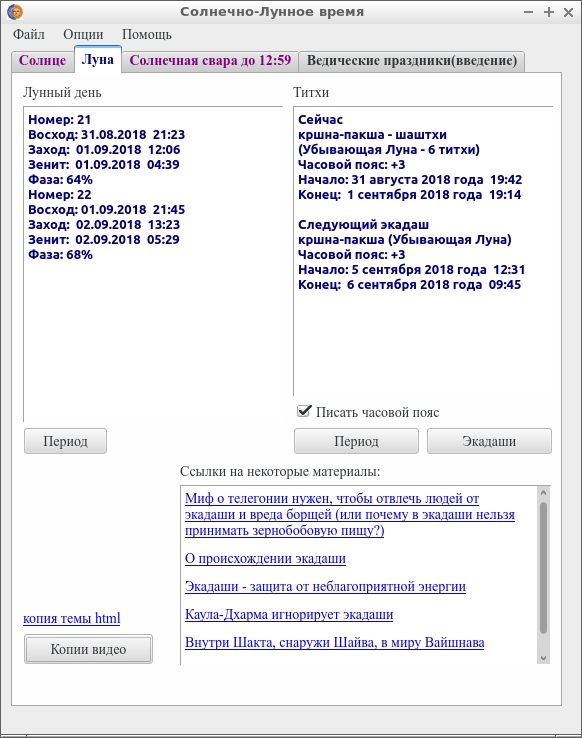 Солнечно-Лунное время
Файл Опции Помощь
Солнце Луна Солнечная свара до 12:59 Ведические праздники(введение)
Лунный день
Номер: 21
Восход: 31.08.2018 21:23
Заход: 01.09.2018 12:06
Зенит: 01.09.2018 04:39
Фаза: 64%
Номер: 22
Восход: 01.09.2018 21:45
Заход: 02.09.2018 13:23
Зенит: 02.09.2018 05:29
Фаза: 68%
Период
Титхи
Сейчас
кршна-пакша - шаштхи
(Убывающая Луна - 6 титхи)
Часовой пояс: +3
Начало: 31 августа 2018 года 19:42
Конец: 1 сентября 2018 года 19:14
Следующий экадаш
кршна-пакша (Убывающая Луна)
Часовой пояс: +3
Начало: 5 сентября 2018 года 12:31
Конец: 6 сентября 2018 года 09:45
Писать часовой пояс
Период Экадаши
Ссылки на некоторые материалы:
Миф о телегонии нужен, чтобы отвлечь людей от
экадаши и вреда борщей (или почему в экадаши нельзя
принимать зернобобовую пищу?)
О происхождении экадаши
Экадаши - защита от неблагоприятной энергии
Каула-Дхарма игнорирует экадаши
Внутри Шакта, снаружи Шайва, в миру Вайшнава
копия темы html
Копии видео